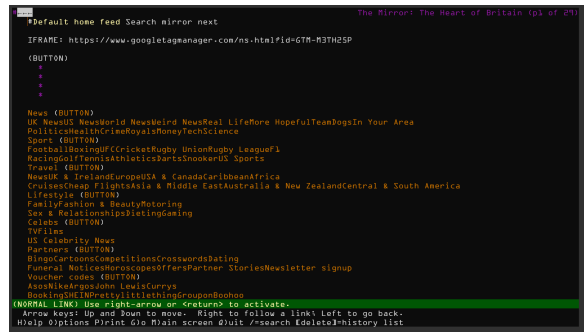 The Mirror: The Heart of Britain (p1 of 29)
#Default home feed Search mirror next
IFRAME: https://www.googletagmanager.com/ns.html?id=GTM-M3TH25P
(BUTTON)
*
*
*
*
News (BUTTON)
UK NewsUS NewsWorld NewsWeird NewsReal LifeMore HopefulTeamDogsIn Your Area
PoliticsHealthCrimeRoyalsMoneyTechScience
Sport (BUTTON)
FootballBoxingUFCCricketRugby UnionRugby LeagueF1
RacingGolfTennisAthleticsDartsSnookerUS Sports
Travel (BUTTON)
NewsUK & IrelandEuropeUSA & CanadaCaribbeanAfrica
CruisesCheap FlightsAsia & Middle EastAustralia & New ZealandCentral & South America
Lifestyle (BUTTON)
FamilyFashion & BeautyMotoring
Sex & RelationshipsDietingGaming
Celebs (BUTTON)
TVFilms
US Celebrity News
Partners (BUTTON)
BingoCartoonsCompetitionsCrosswordsDating
Funeral NoticesHoroscopesOffersPartner StoriesNewsletter signup
Voucher codes (BUTTON)
AsosNikeArgosJohn LewisCurrys
BookingSHEINPrettylittlethingGrouponBoohoo
(NORMAL LINK) Use right-arrow or <return> to activate.
Arrow keys: Up and Down to move. Right to follow a link; Left to go back.
H)elp O)ptions P)rint G)o M)ain screen Q)uit /=search [delete]=history list